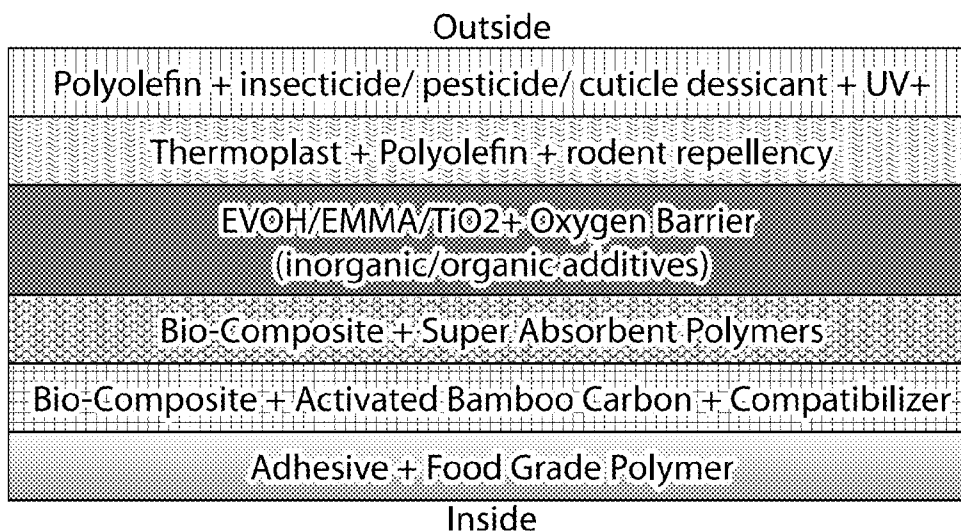 Outside
Polyolefin + insecticide/ pesticide/ cuticle dessicant + UV+
Thermoplast + Polyolefin + rodent repellency
EVOH/EMMA/TiO2+ Oxygen Barrier
(inorganic/organic additives)
Bio-Composite + Super Absorbent Polymers
Bio-Composite + Activated Bamboo Carbon + Compatibilizer
Adhesive + Food Grade Polymer
Inside